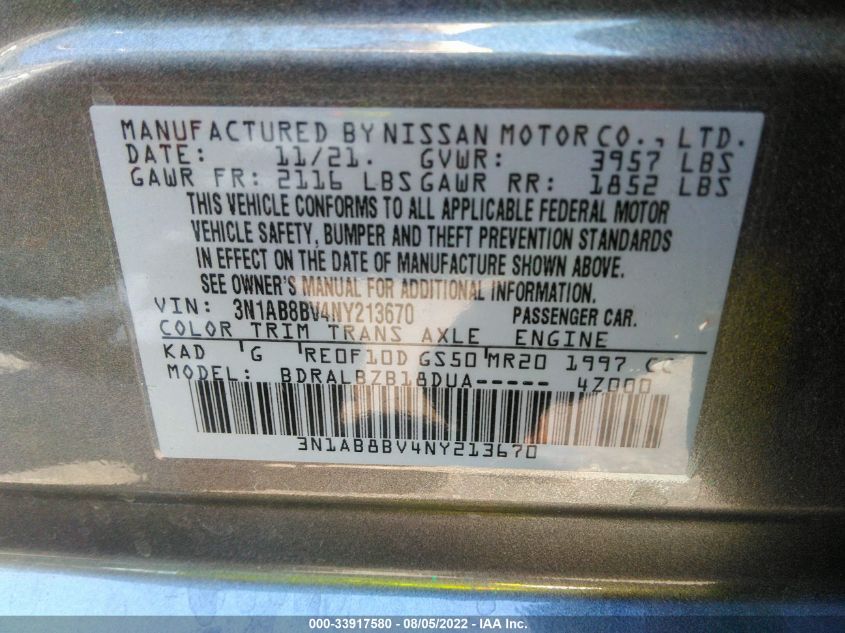 MANUFACTURED BY NISSAN MOTOR CO., LTD.
DATE: 11/21. GVWR: 3957 LBS
GAWR FR: 2116 LBS GAWR RR: 1852 LBS
THIS VEHICLE CONFORMS TO ALL APPLICABLE FEDERAL MOTOR
VEHICLE SAFETY, BUMPER AND THEFT PREVENTION STANDARDS
IN EFFECT ON THE DATE OF MANUFACTURE SHOWN ABOVE.
SEE OWNER'S MANUAL FOR ADDITIONAL INFORMATION.
VIN: 3N1AB8BV4NY213670 PASSENGER CAR.
COLOR TRIM TRANS AXLE ENGINE
KAD G RE0F10D GS50 MR20 1997 CC
MODEL: BDRALBZB18DUA----- 4Z000
3N1AB8BV4NY213670
000-33917580 - 08/05/2022 - IAA Inc.